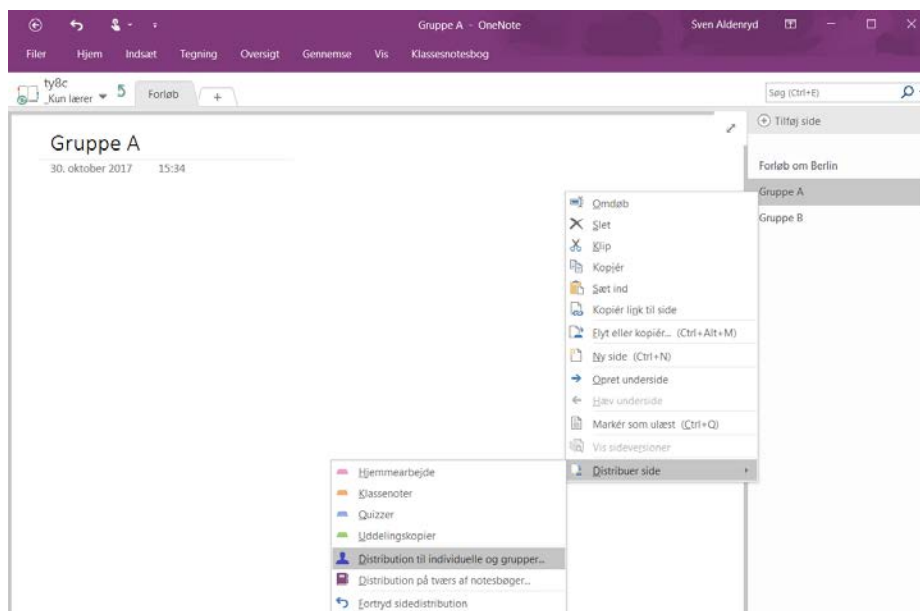 Gruppe A - OneNote
Sven Aldenryd
Filer Hjem Indsæt Tegning Oversigt Gennemse Vis Klassesnotesbog
ty8c
_Kun lærer
5
Forløb
Søg (Ctrl+E)
Tilføj side
Gruppe A
30. oktober 2017 15:34
Forløb om Berlin
Gruppe A
Gruppe B
Omdøb
Slet
Klip
Kopiér
Sæt ind
Kopiér link til side
Flyt eller kopiér... (Ctrl+Alt+M)
Ny side (Ctrl+N)
Opret underside
Hæv underside
Markér som ulæst (Ctrl+Q)
Vis sideversioner
Distribuer side
Hjemmearbejde
Klassenoter
Quizzer
Uddelingskopier
Distribution til individuelle og grupper...
Distribution på tværs af notesbøger...
Fortryd sidedistribution